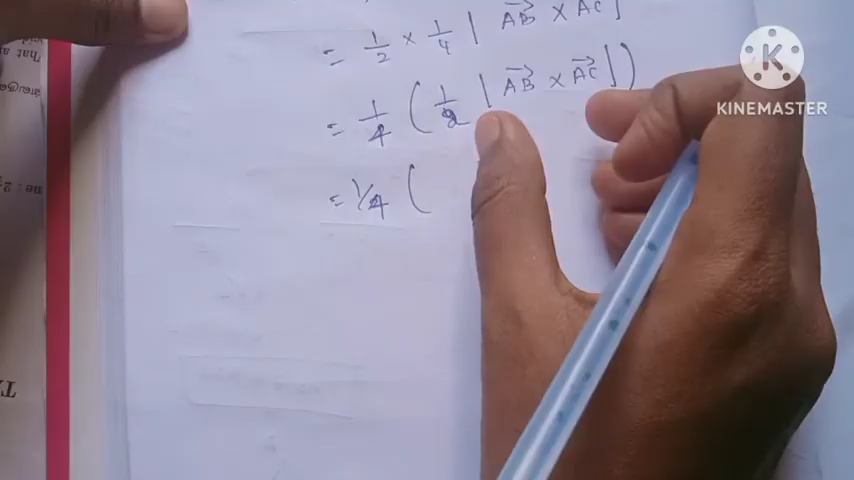 = 1/2 × 1/4 | AB × AC |
= 1/4 ( 1/2 | AB × AC | )
= 1/4 (
K
KINEMASTER